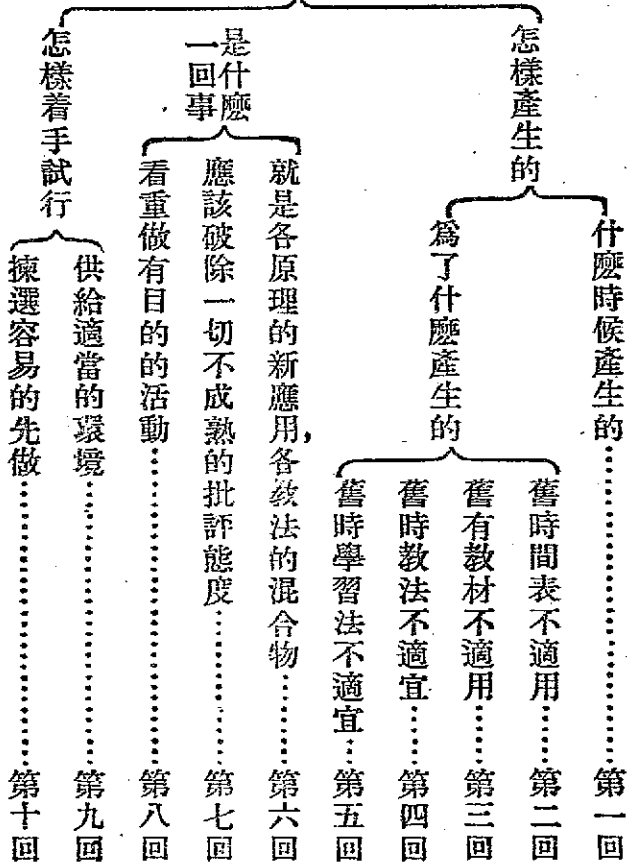 怎樣產生的
什麽時候產生的……第一回
爲了什麽產生的
舊時間表不適用……第二回
舊有教材不適用……第三回
舊時教法不適宜……第四回
舊時學習法不適宜……第五回
是什麽
一回事
就是各原理的新應用，各教法的混合物……第六回
應該破除一切不成熟的批評態度……第七回
看重做有目的的活動……第八回
怎樣着手試行
供給適當的環境……第九回
揀選容易的先做……第十回